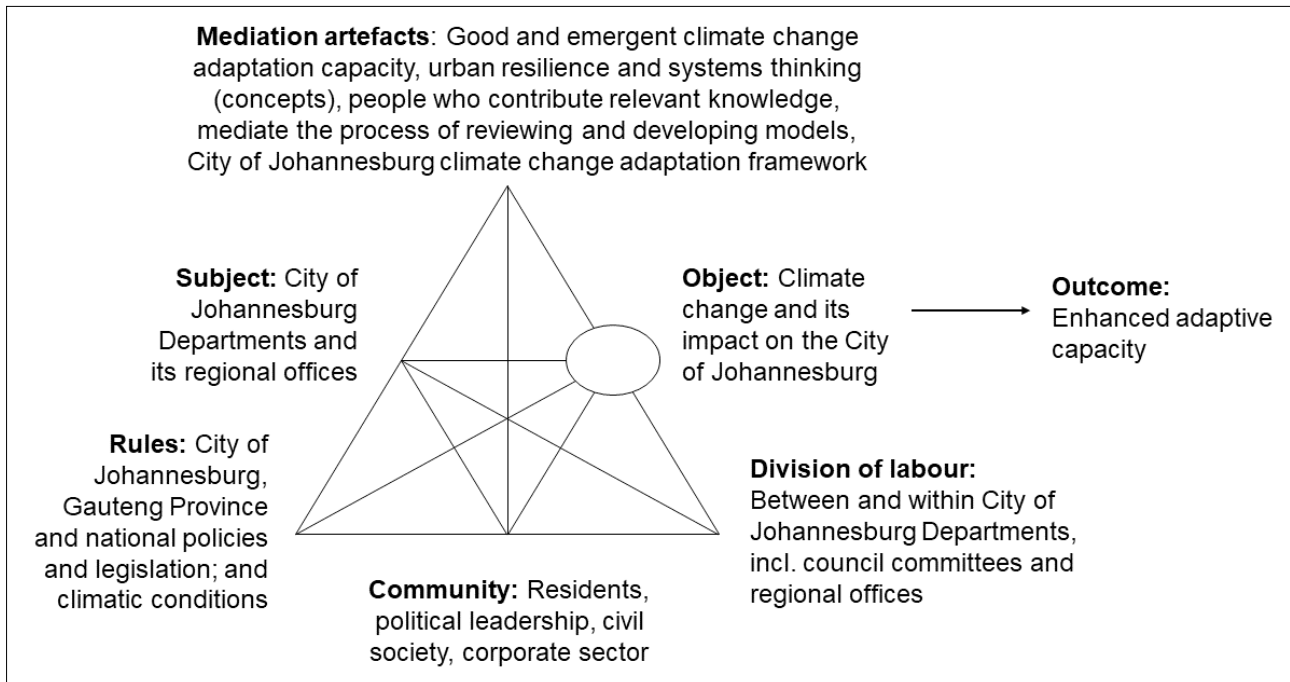 Mediation artefacts: Good and emergent climate change
adaptation capacity, urban resilience and systems thinking
(concepts), people who contribute relevant knowledge,
mediate the process of reviewing and developing models,
City of Johannesburg climate change adaptation framework
Subject: City of
Johannesburg
Departments and
its regional offices
Object: Climate
change and its
impact on the City
of Johannesburg
Outcome:
Enhanced adaptive
capacity
Rules: City of
Johannesburg,
Gauteng Province
and national policies
and legislation; and
climatic conditions
Community: Residents,
political leadership, civil
society, corporate sector
Division of labour:
Between and within City of
Johannesburg Departments,
incl. council committees and
regional offices